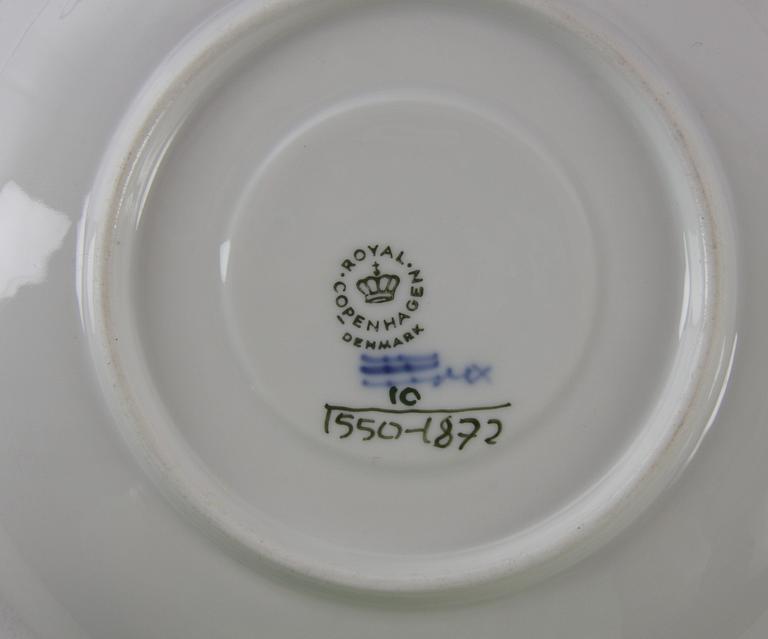 ROYAL
COPENHAGEN
DENMARK
10
1550-1872